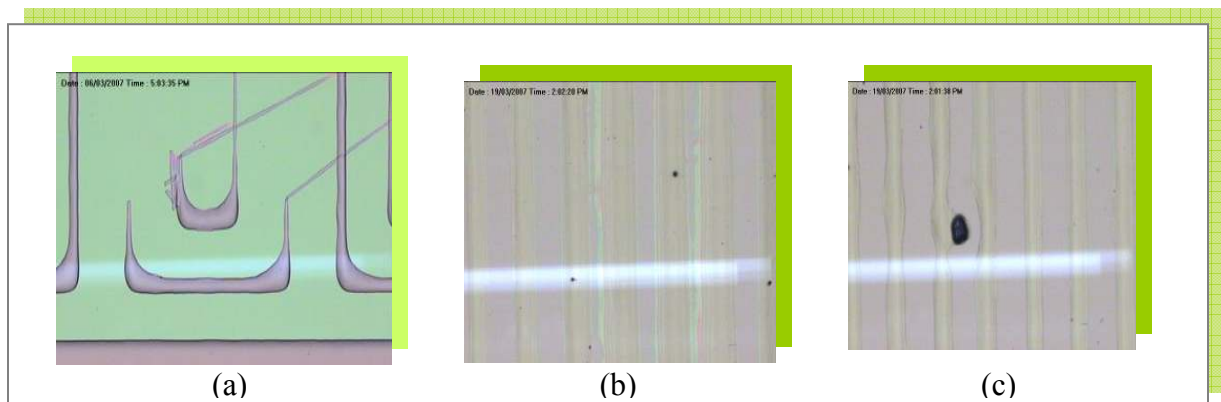 Date : 06/03/2007 Time : 5:03:35 PM
Date : 19/03/2007 Time : 2:02:28 PM
Date : 19/03/2007 Time : 2:01:38 PM
(a)
(b)
(c)